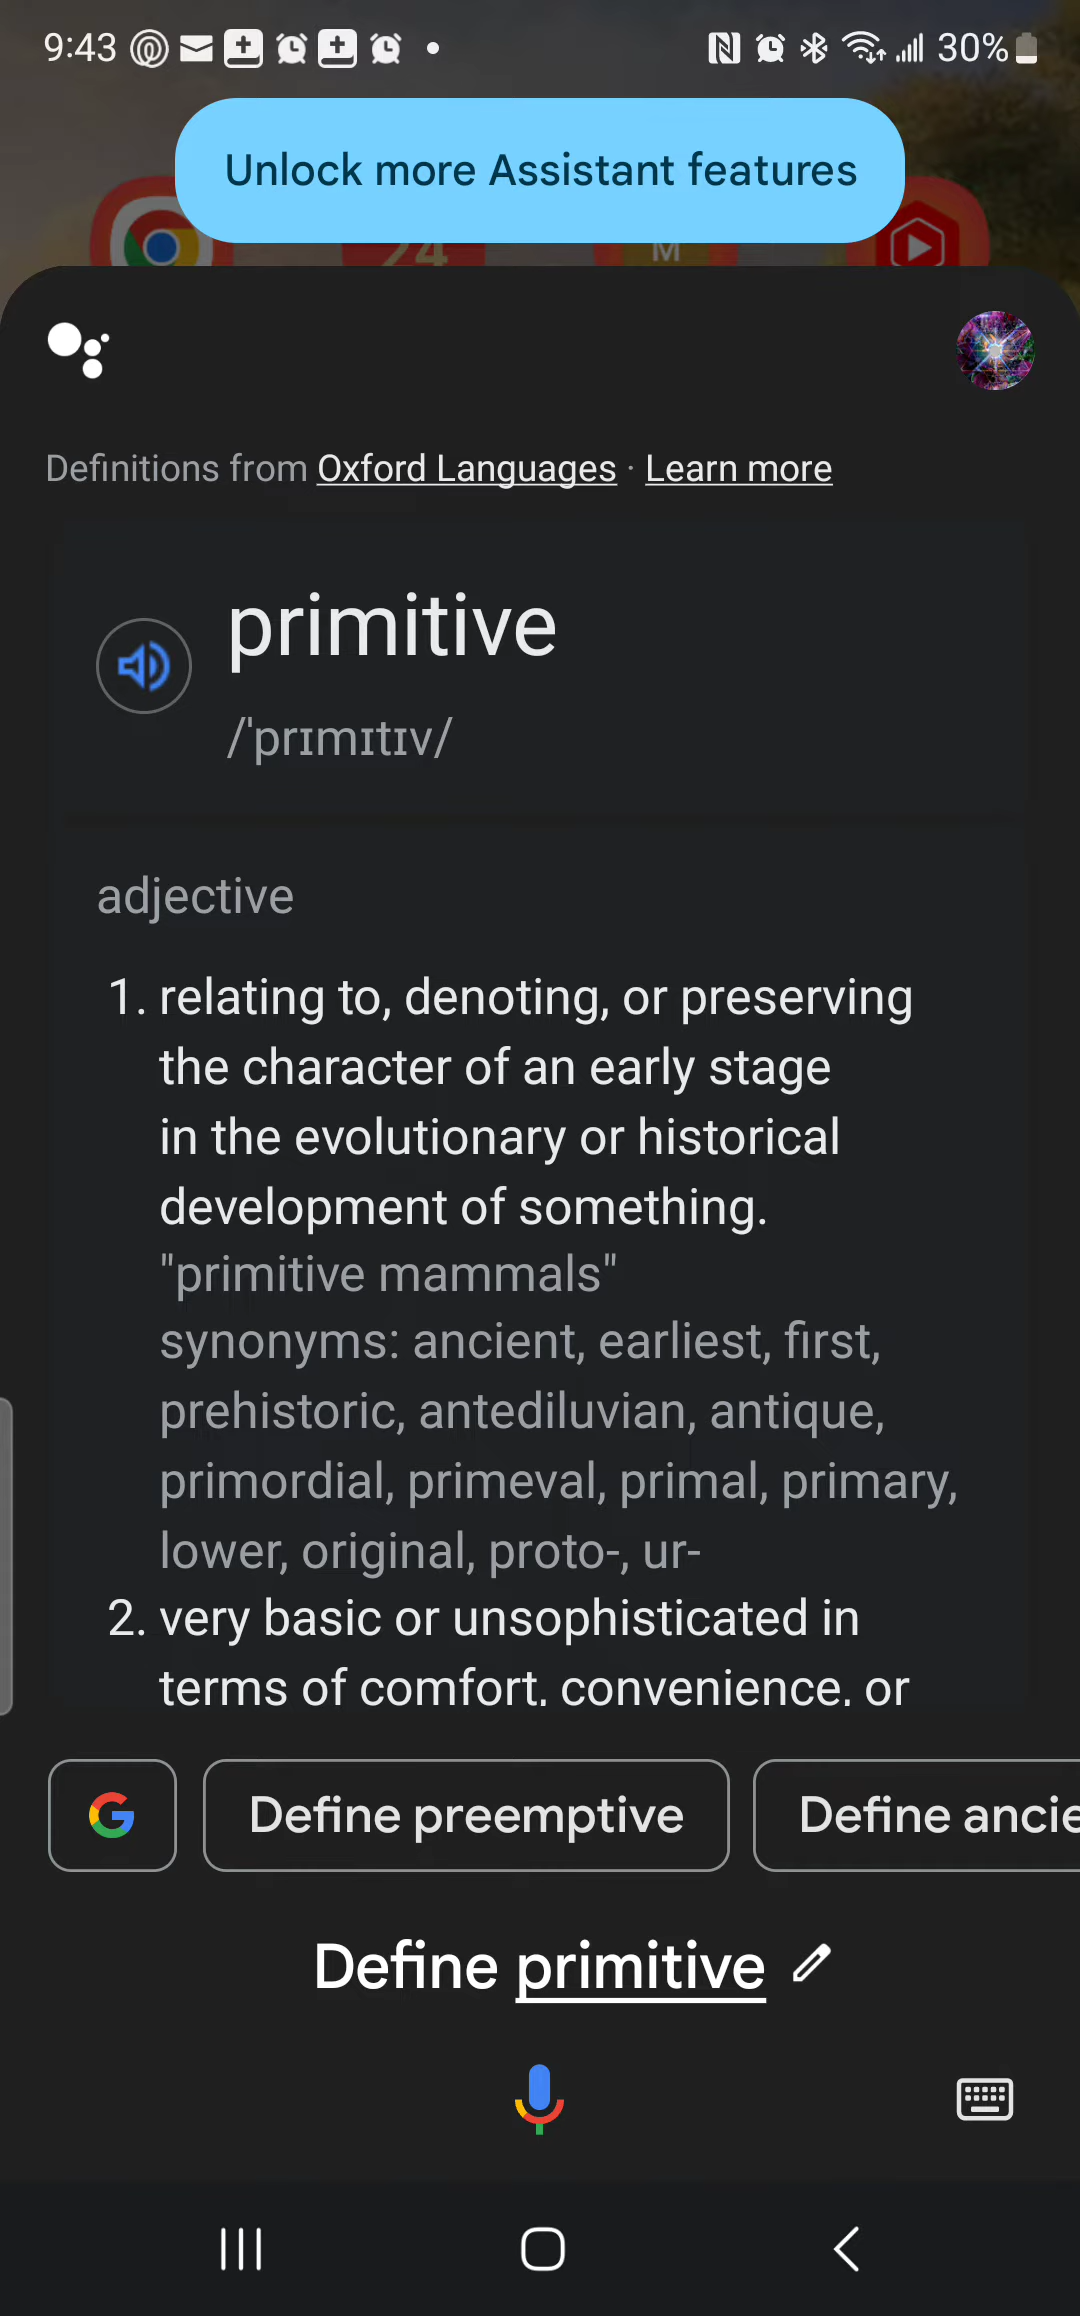 9:43
30%
Unlock more Assistant features
24
M
Definitions from Oxford Languages · Learn more
primitive
/ˈprɪmɪtɪv/
adjective
1. relating to, denoting, or preserving
the character of an early stage
in the evolutionary or historical
development of something.
"primitive mammals"
synonyms: ancient, earliest, first,
prehistoric, antediluvian, antique,
primordial, primeval, primal, primary,
lower, original, proto-, ur-
2. very basic or unsophisticated in
terms of comfort, convenience, or
G
Define preemptive
Define ancie
Define primitive